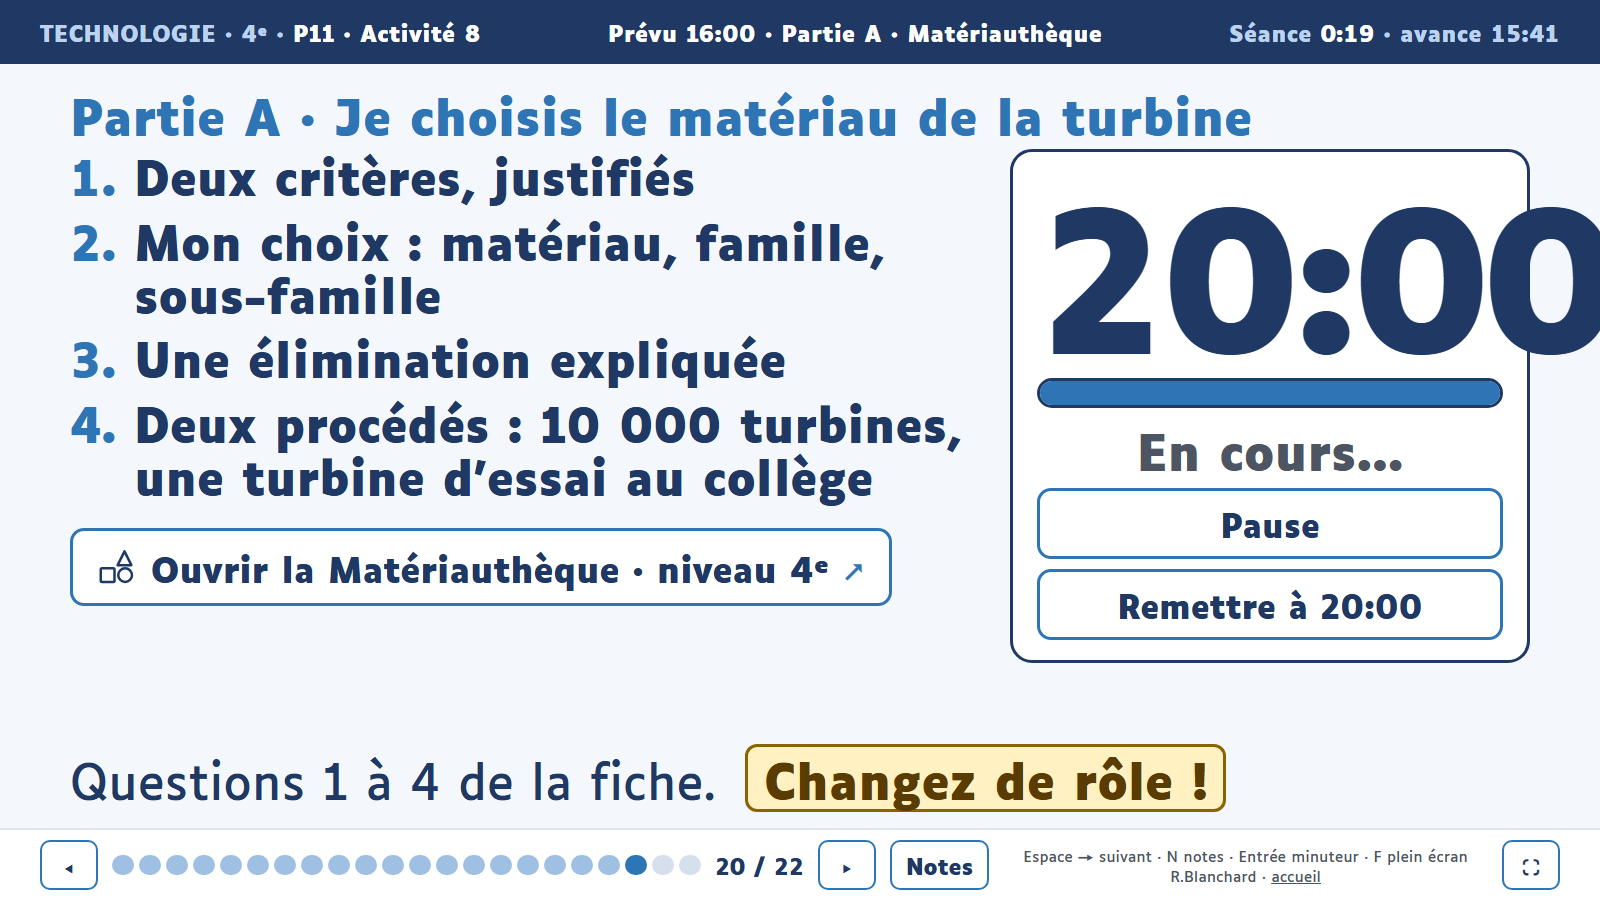 TECHNOLOGIE · 4ᵉ · P11 · Activité 8
Prévu 16:00 · Partie A · Matériauthèque
Séance 0:19 · avance 15:41
Partie A · Je choisis le matériau de la turbine
1. Deux critères, justifiés
2. Mon choix : matériau, famille,
sous-famille
3. Une élimination expliquée
4. Deux procédés : 10 000 turbines,
une turbine d’essai au collège
Ouvrir la Matériauthèque · niveau 4ᵉ ↗
20:00
En cours…
Pause
Remettre à 20:00
Questions 1 à 4 de la fiche.
Changez de rôle !
20 / 22
Notes
Espace → suivant · N notes · Entrée minuteur · F plein écran
R.Blanchard · accueil